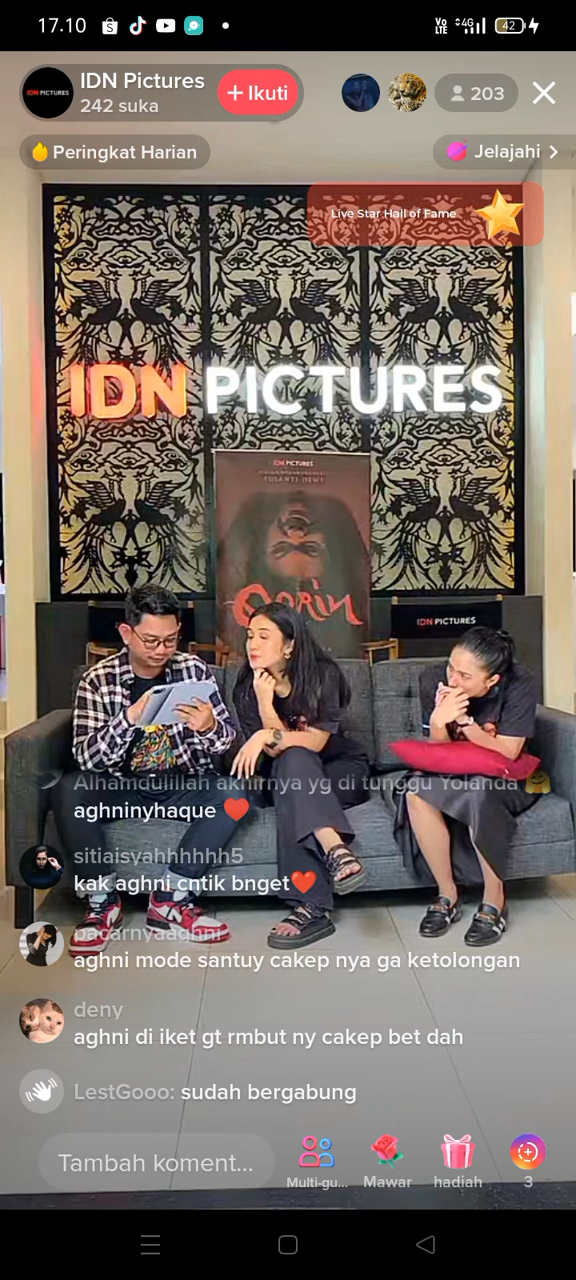 17.10
Vo LTE
4G
42
IDN Pictures
242 suka
+ Ikuti
203
Peringkat Harian
Jelajahi >
Live Star Hall of Fame
IDN PICTURES
IDN PICTURES
Qorin
IDN PICTURES
Alhamdulillah akhirnya yg di tunggu Yolanda 🤗
aghninyhaque ❤️
sitiaisyahhhhhh5
kak aghni cntik bnget❤️
pacarnyaaghni
aghni mode santuy cakep nya ga ketolongan
deny
aghni di iket gt rmbut ny cakep bet dah
LestGooo: sudah bergabung
Tambah koment...
Multi-gu...
Mawar
hadiah
3